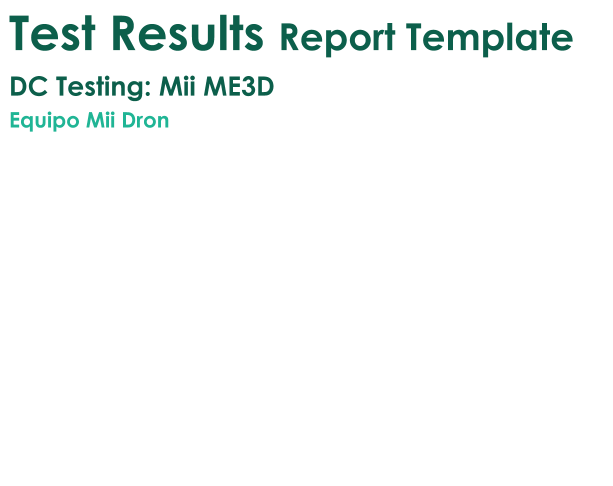 Test Results Report Template
DC Testing: Mii ME3D
Equipo Mii Dron